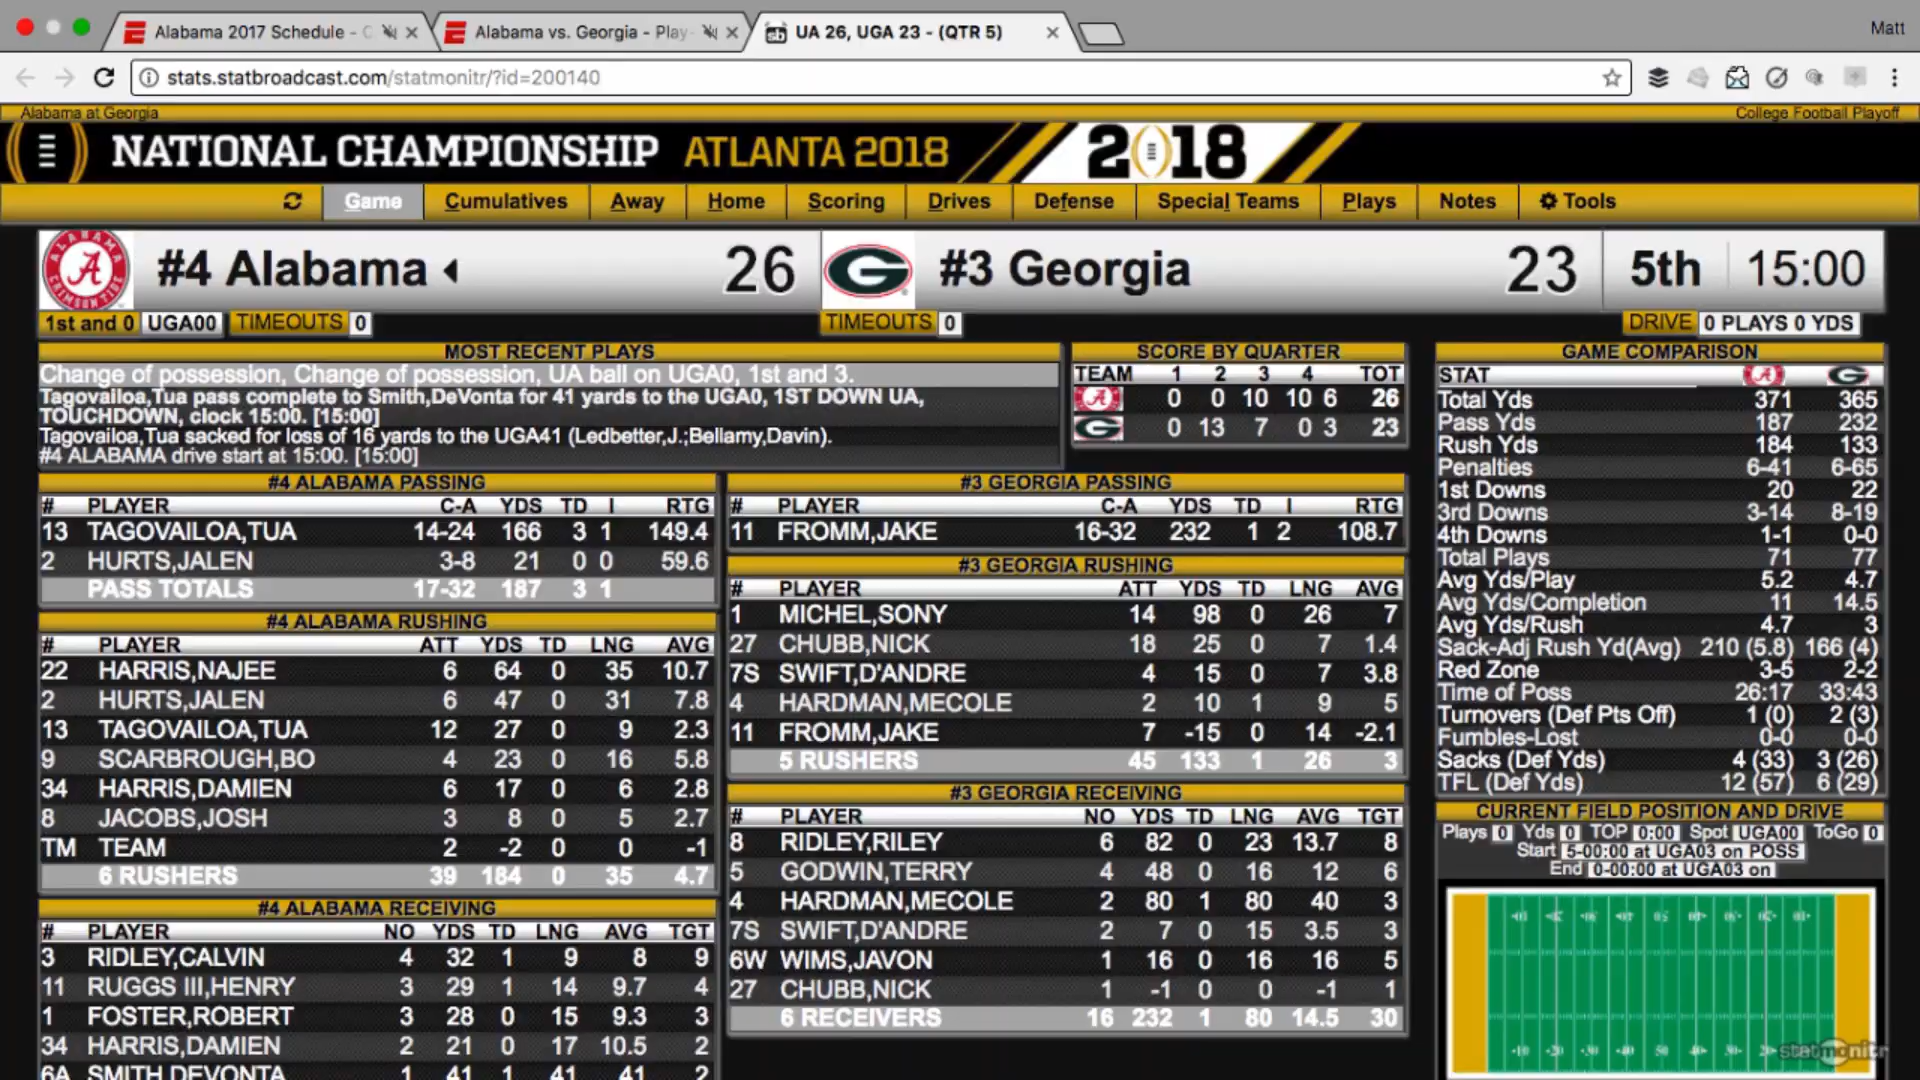 Alabama 2017 Schedule - C
Alabama vs. Georgia - Play
UA 26, UGA 23 - (QTR 5)
Matt
stats.statbroadcast.com/statmonitr/?id=200140
Alabama at Georgia
College Football Playoff
NATIONAL CHAMPIONSHIP ATLANTA 2018
2018
Game Cumulatives Away Home Scoring Drives Defense Special Teams Plays Notes Tools
#4 Alabama 26
#3 Georgia 23
5th 15:00
1st and 0 UGA00 TIMEOUTS 0
TIMEOUTS 0
DRIVE 0 PLAYS 0 YDS
MOST RECENT PLAYS
Change of possession, Change of possession, UA ball on UGA0, 1st and 3.
Tagovailoa,Tua pass complete to Smith,DeVonta for 41 yards to the UGA0, 1ST DOWN UA,
TOUCHDOWN, clock 15:00. [15:00]
Tagovailoa,Tua sacked for loss of 16 yards to the UGA41 (Ledbetter,J.;Bellamy,Davin).
#4 ALABAMA drive start at 15:00. [15:00]
SCORE BY QUARTER
TEAM 1 2 3 4 TOT
0 0 10 10 6 26
0 13 7 0 3 23
GAME COMPARISON
STAT
Total Yds 371 365
Pass Yds 187 232
Rush Yds 184 133
Penalties 6-41 6-65
1st Downs 20 22
3rd Downs 3-14 8-19
4th Downs 1-1 0-0
Total Plays 71 77
Avg Yds/Play 5.2 4.7
Avg Yds/Completion 11 14.5
Avg Yds/Rush 4.7 3
Sack-Adj Rush Yd(Avg) 210 (5.8) 166 (4)
Red Zone 3-5 2-2
Time of Poss 26:17 33:43
Turnovers (Def Pts Off) 1 (0) 2 (3)
Fumbles-Lost 0-0 0-0
Sacks (Def Yds) 4 (33) 3 (26)
TFL (Def Yds) 12 (57) 6 (29)
#4 ALABAMA PASSING
# PLAYER C-A YDS TD I RTG
13 TAGOVAILOA,TUA 14-24 166 3 1 149.4
2 HURTS,JALEN 3-8 21 0 0 59.6
PASS TOTALS 17-32 187 3 1
#4 ALABAMA RUSHING
# PLAYER ATT YDS TD LNG AVG
22 HARRIS,NAJEE 6 64 0 35 10.7
2 HURTS,JALEN 6 47 0 31 7.8
13 TAGOVAILOA,TUA 12 27 0 9 2.3
9 SCARBROUGH,BO 4 23 0 16 5.8
34 HARRIS,DAMIEN 6 17 0 6 2.8
8 JACOBS,JOSH 3 8 0 5 2.7
TM TEAM 2 -2 0 0 -1
6 RUSHERS 39 184 0 35 4.7
#4 ALABAMA RECEIVING
# PLAYER NO YDS TD LNG AVG TGT
3 RIDLEY,CALVIN 4 32 1 9 8 9
11 RUGGS III,HENRY 3 29 1 14 9.7 4
1 FOSTER,ROBERT 3 28 0 15 9.3 3
34 HARRIS,DAMIEN 2 21 0 17 10.5 2
6A SMITH,DEVONTA 1 41 1 41 41 2
#3 GEORGIA PASSING
# PLAYER C-A YDS TD I RTG
11 FROMM,JAKE 16-32 232 1 2 108.7
#3 GEORGIA RUSHING
# PLAYER ATT YDS TD LNG AVG
1 MICHEL,SONY 14 98 0 26 7
27 CHUBB,NICK 18 25 0 7 1.4
7S SWIFT,D'ANDRE 4 15 0 7 3.8
4 HARDMAN,MECOLE 2 10 1 9 5
11 FROMM,JAKE 7 -15 0 14 -2.1
5 RUSHERS 45 133 1 26 3
#3 GEORGIA RECEIVING
# PLAYER NO YDS TD LNG AVG TGT
8 RIDLEY,RILEY 6 82 0 23 13.7 8
5 GODWIN,TERRY 4 48 0 16 12 6
4 HARDMAN,MECOLE 2 80 1 80 40 3
7S SWIFT,D'ANDRE 2 7 0 15 3.5 3
6W WIMS,JAVON 1 16 0 16 16 5
27 CHUBB,NICK 1 -1 0 0 -1 1
6 RECEIVERS 16 232 1 80 14.5 30
CURRENT FIELD POSITION AND DRIVE
Plays 0 Yds 0 TOP 0:00 Spot UGA00 ToGo 0
Start 5-00:00 at UGA03 on POSS
End 0-00:00 at UGA03 on
statmonitr